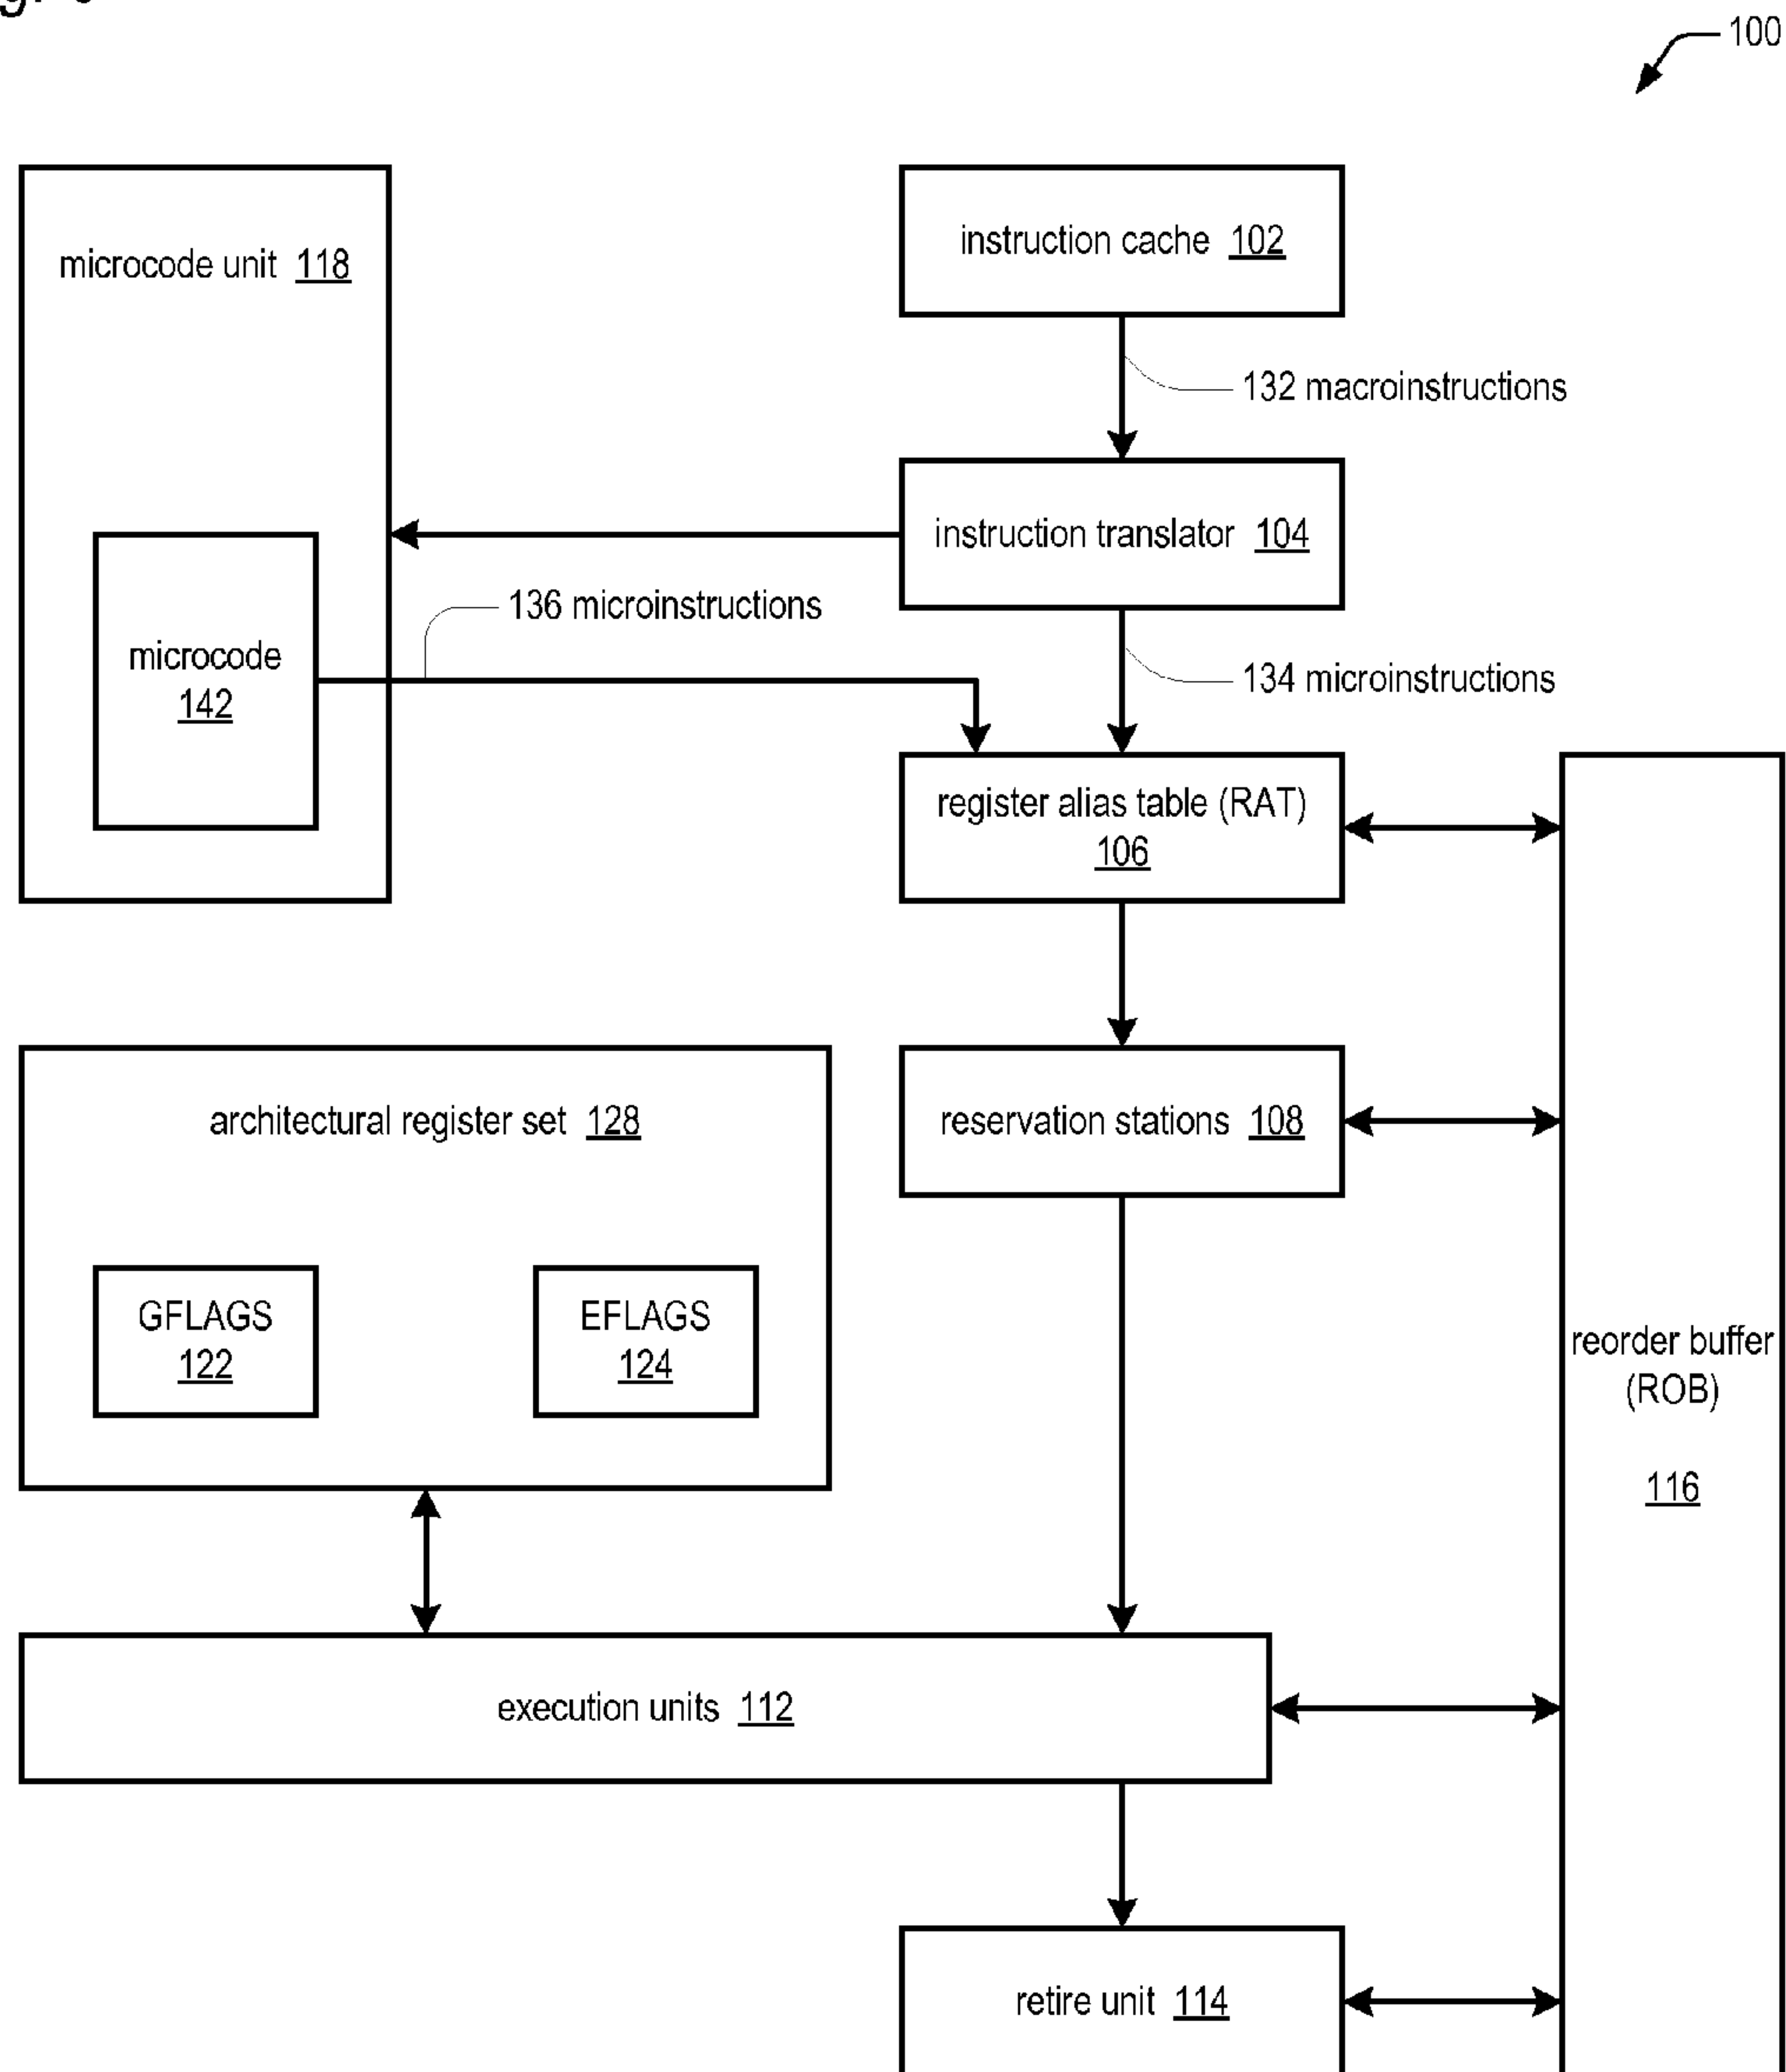 100
microcode unit 118
instruction cache 102
132 macroinstructions
instruction translator 104
136 microinstructions
134 microinstructions
microcode
142
register alias table (RAT)
106
architectural register set 128
reservation stations 108
GFLAGS
122
EFLAGS
124
reorder buffer
(ROB)
116
execution units 112
retire unit 114